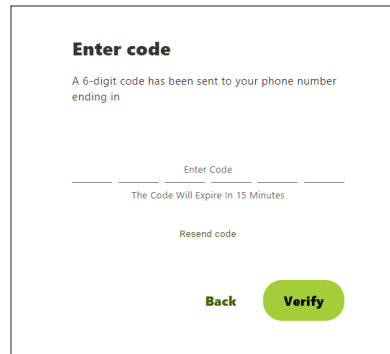 Enter code
A 6-digit code has been sent to your phone number
ending in
Enter Code
The Code Will Expire In 15 Minutes
Resend code
Back Verify